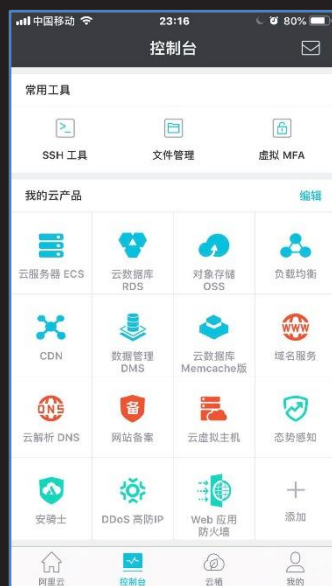 中国移动 23:16 80%
控制台
常用工具
SSH 工具 文件管理 虚拟 MFA
我的云产品 编辑
云服务器 ECS 云数据库 对象存储 负载均衡
RDS OSS
WWW
CDN 数据管理 云数据库 域名服务
DMS Memcache版
DNS 备
云解析 DNS 网站备案 云虚拟主机 态势感知
安骑士 DDoS 高防IP Web 应用 添加
防火墙
阿里云 控制台 云栖 我的